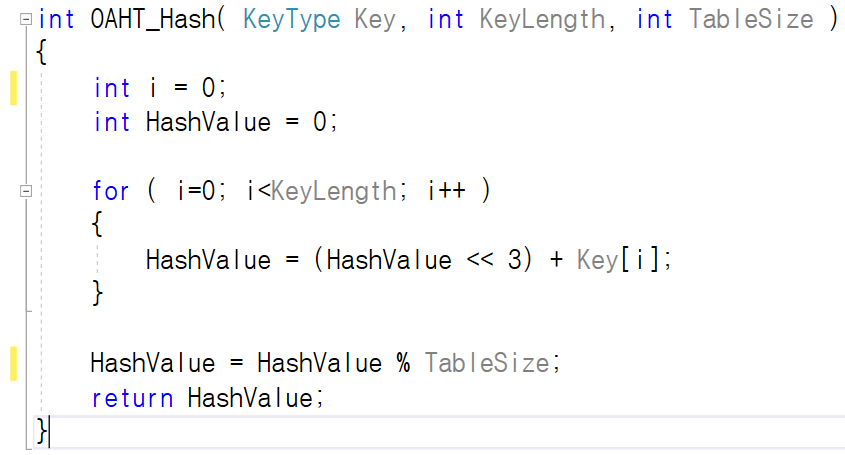 int OAHT_Hash( KeyType Key, int KeyLength, int TableSize )
{
    int i = 0;
    int HashValue = 0;

    for ( i=0; i<KeyLength; i++ )
    {
        HashValue = (HashValue << 3) + Key[i];
    }

    HashValue = HashValue % TableSize;
    return HashValue;
}